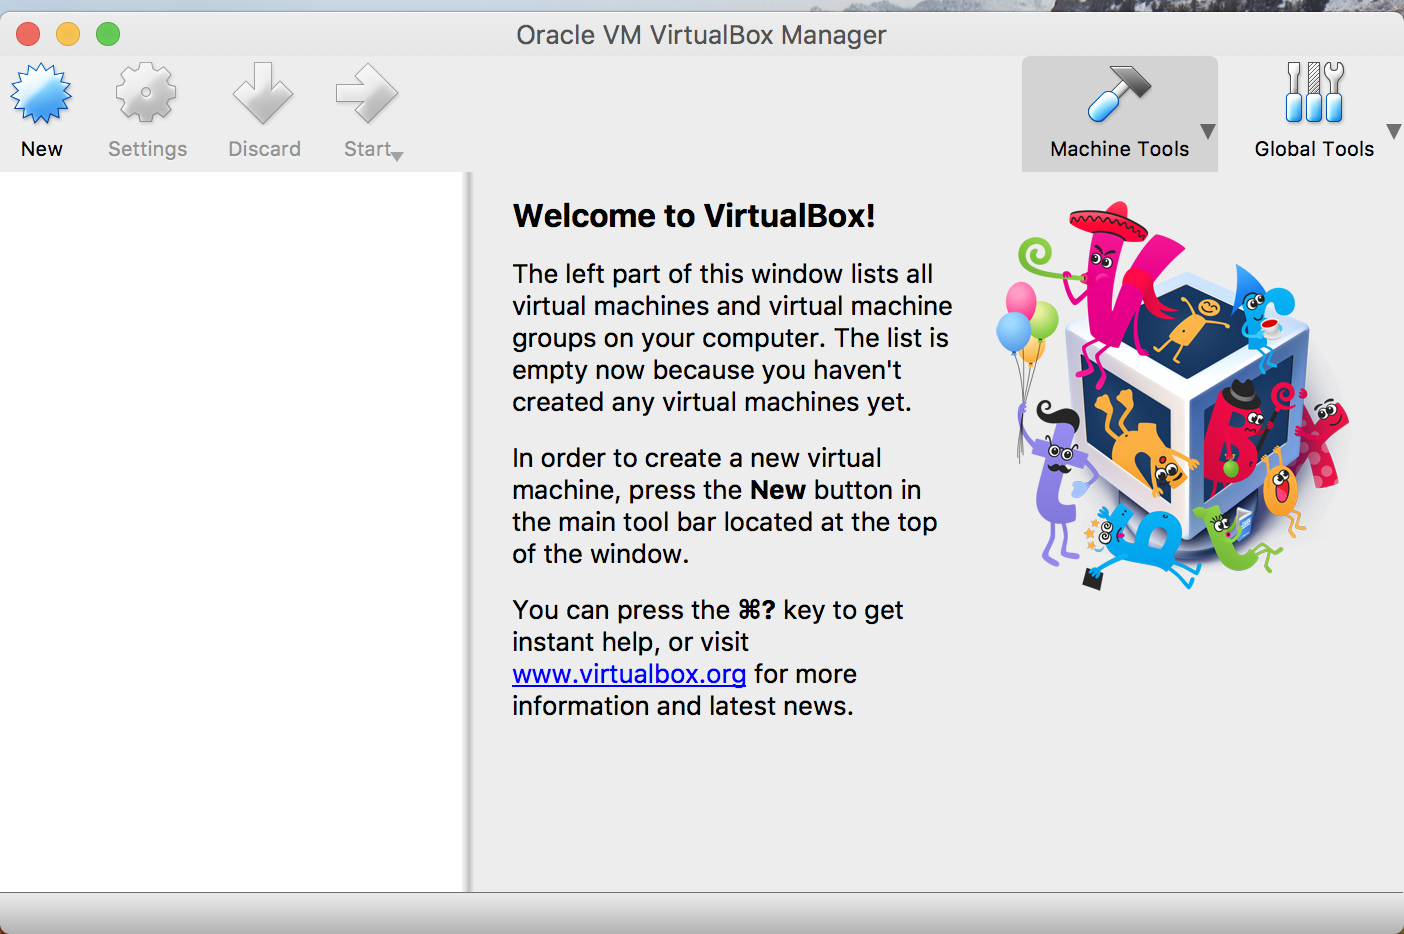 Oracle VM VirtualBox Manager
New
Settings
Discard
Start
Machine Tools
Global Tools
Welcome to VirtualBox!
The left part of this window lists all
virtual machines and virtual machine
groups on your computer. The list is
empty now because you haven't
created any virtual machines yet.
In order to create a new virtual
machine, press the New button in
the main tool bar located at the top
of the window.
You can press the ⌘? key to get
instant help, or visit
www.virtualbox.org for more
information and latest news.